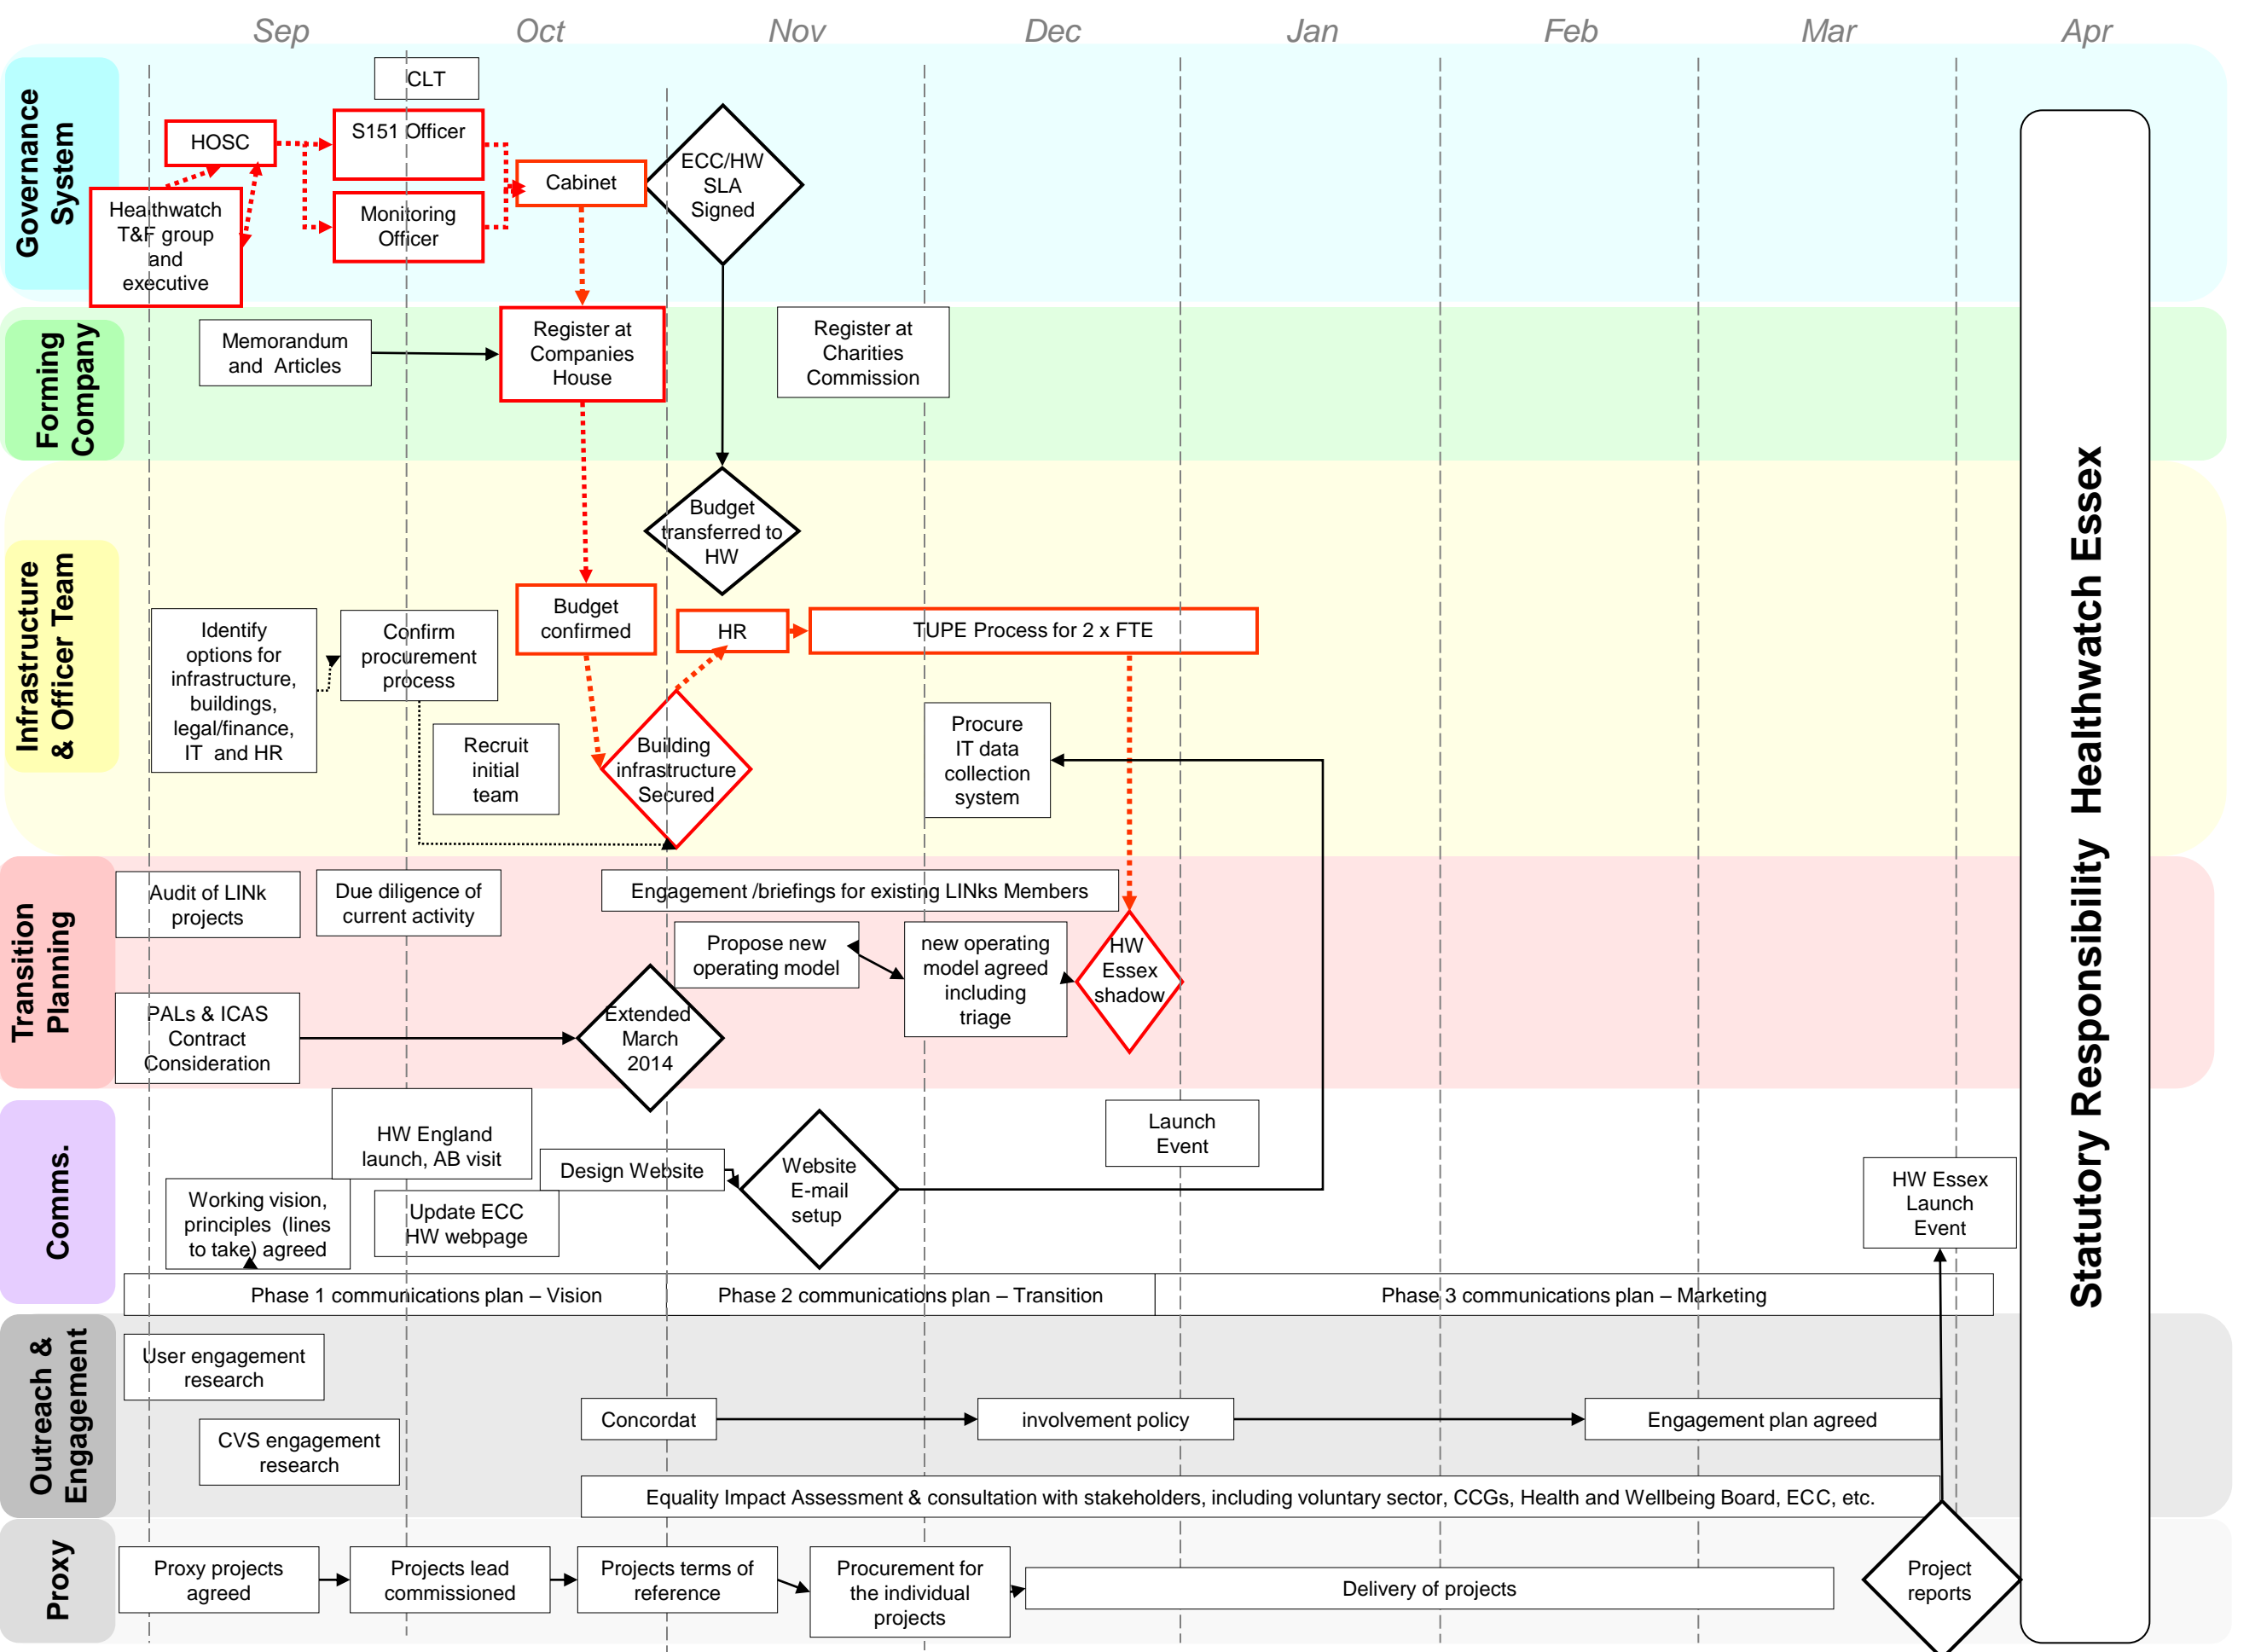 Sep Oct Nov Dec Jan Feb Mar Apr
Governance
System
CLT
HOSC
S151 Officer
Healthwatch
T&F group
and
executive
Monitoring
Officer
Cabinet
ECC/HW
SLA
Signed
Forming
Company
Memorandum
and Articles
Register at
Companies
House
Register at
Charities
Commission
Infrastructure
& Officer Team
Budget
transferred to
HW
Identify
options for
infrastructure,
buildings,
legal/finance,
IT and HR
Confirm
procurement
process
Budget
confirmed
HR
TUPE Process for 2 x FTE
Recruit
initial
team
Building
infrastructure
Secured
Procure
IT data
collection
system
Transition
Planning
Audit of LINk
projects
Due diligence of
current activity
Engagement /briefings for existing LINks Members
Propose new
operating model
new operating
model agreed
including
triage
HW
Essex
shadow
PALs & ICAS
Contract
Consideration
Extended
March
2014
Comms.
HW England
launch, AB visit
Launch
Event
Design Website
Website
E-mail
setup
Working vision,
principles (lines
to take) agreed
Update ECC
HW webpage
HW Essex
Launch
Event
Phase 1 communications plan – Vision
Phase 2 communications plan – Transition
Phase 3 communications plan – Marketing
Outreach &
Engagement
User engagement
research
CVS engagement
research
Concordat
involvement policy
Engagement plan agreed
Equality Impact Assessment & consultation with stakeholders, including voluntary sector, CCGs, Health and Wellbeing Board, ECC, etc.
Proxy
Proxy projects
agreed
Projects lead
commissioned
Projects terms of
reference
Procurement for
the individual
projects
Delivery of projects
Project
reports
Statutory Responsibility Healthwatch Essex